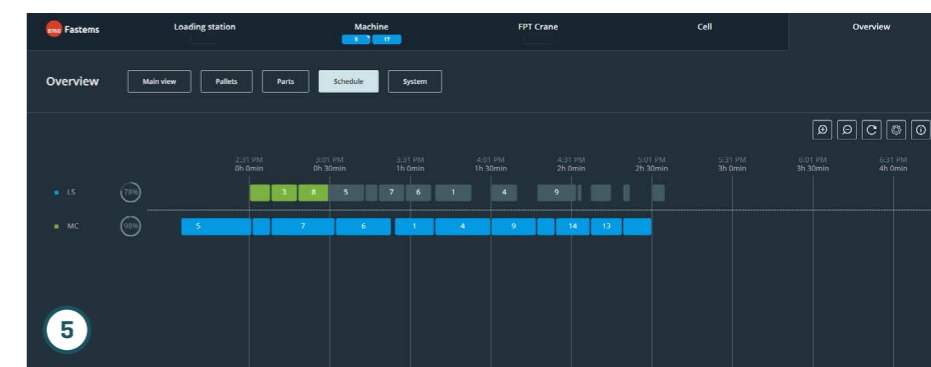 8760 Fastems Loading station Machine FPT Crane Cell Overview
5 17
Overview Main view Pallets Parts Schedule System
2:31 PM 3:01 PM 3:31 PM 4:01 PM 4:31 PM 5:01 PM 5:31 PM 6:01 PM 6:31 PM
0h 0min 0h 30min 1h 0min 1h 30min 2h 0min 2h 30min 3h 0min 3h 30min 4h 0min
LS 78% 3 8 5 7 6 1 4 9
MC 98% 5 7 6 1 4 9 14 13
5